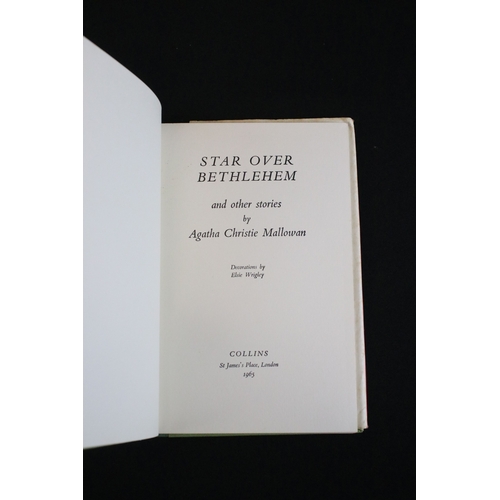 STAR OVER
BETHLEHEM
and other stories
by
Agatha Christie Mallowan
Decorations by
Elsie Wrigley
COLLINS
St James's Place, London
1965